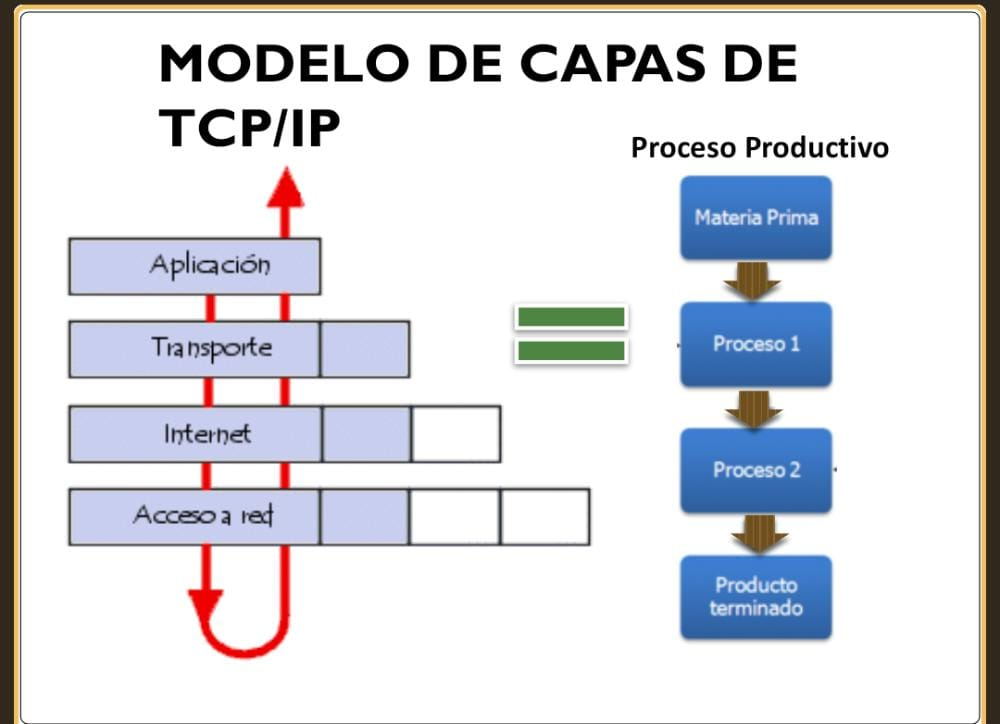 MODELO DE CAPAS DE
TCP/IP
Proceso Productivo
Aplicación
Transporte
Internet
Acceso a red
Materia Prima
Proceso 1
Proceso 2
Producto
terminado